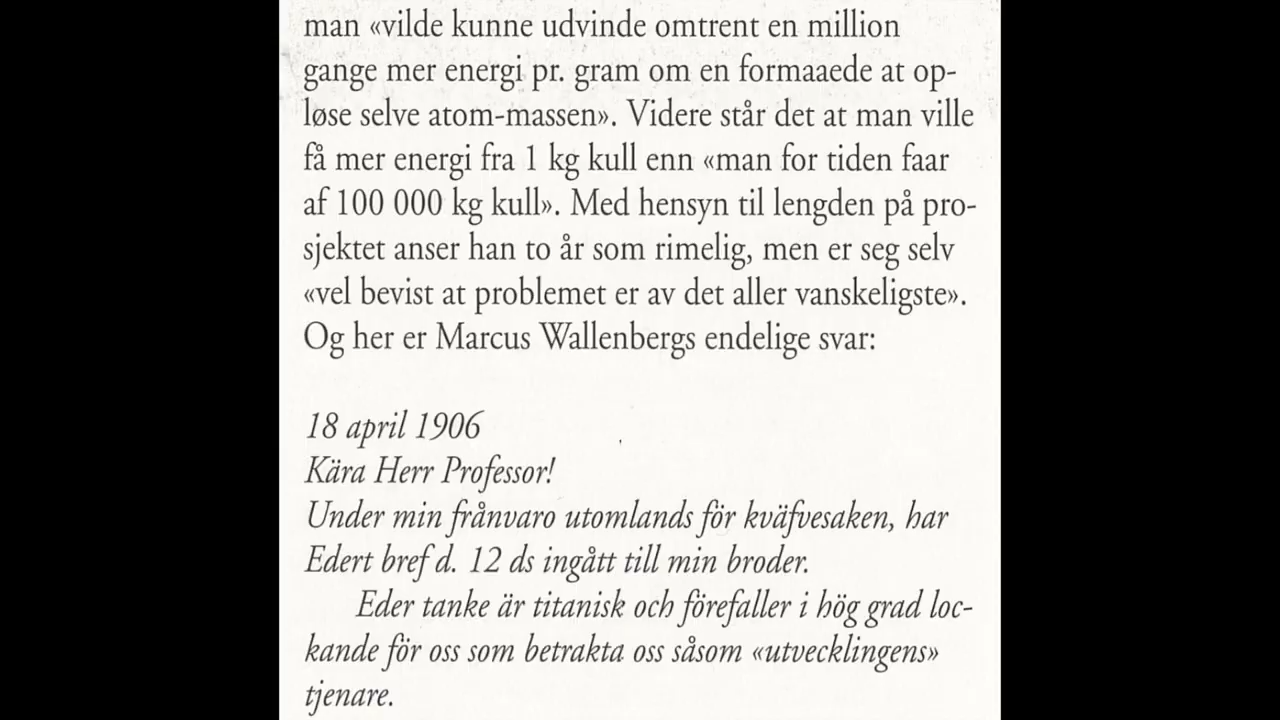 man «vilde kunne udvinde omtrent en million
gange mer energi pr. gram om en formaaede at op-
løse selve atom-massen». Videre står det at man ville
få mer energi fra 1 kg kull enn «man for tiden faar
af 100 000 kg kull». Med hensyn til lengden på pro-
sjektet anser han to år som rimelig, men er seg selv
«vel bevist at problemet er av det aller vanskeligste».
Og her er Marcus Wallenbergs endelige svar:
18 april 1906
Kära Herr Professor!
Under min frånvaro utomlands för kväfvesaken, har
Edert bref d. 12 ds ingått till min broder.
Eder tanke är titanisk och förefaller i hög grad loc-
kande för oss som betrakta oss såsom «utvecklingens»
tjenare.